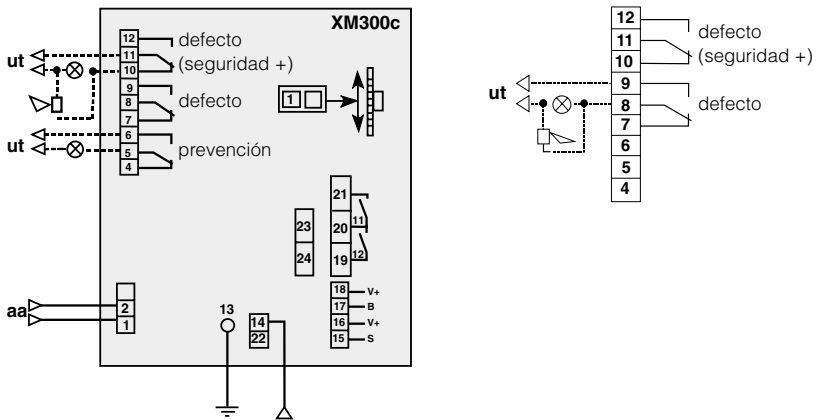 XM300c
12
defecto
ut
11
(seguridad +)
10
9
8
defecto
7
ut
6
5
prevención
4
1
21
23
20
11
24
19
12
18
V+
17
B
16
V+
15
S
aa
2
1
13
14
22
12
defecto
11
(seguridad +)
10
ut
9
8
defecto
7
6
5
4